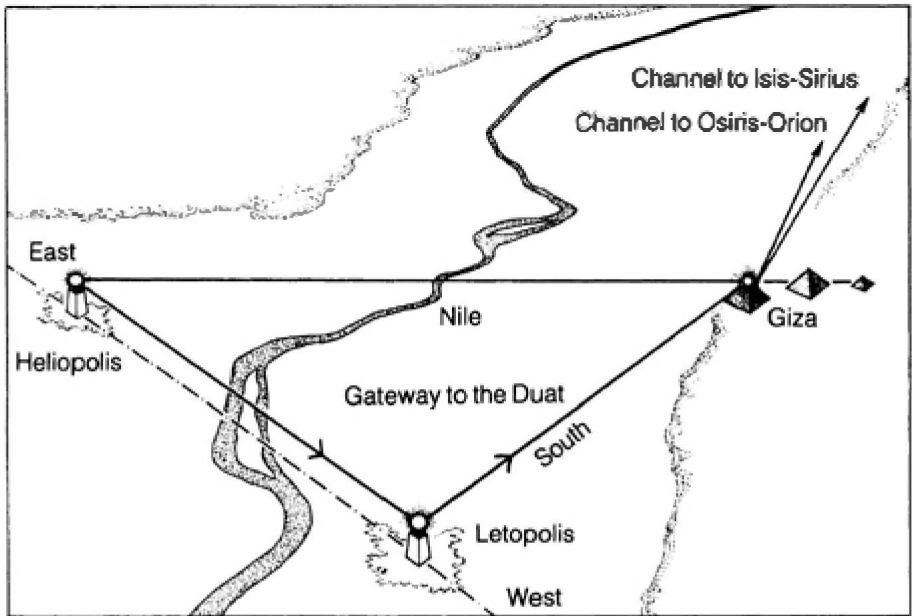 Channel to Isis-Sirius
Channel to Osiris-Orion
East
Nile
Giza
Heliopolis
Gateway to the Duat
South
Letopolis
West